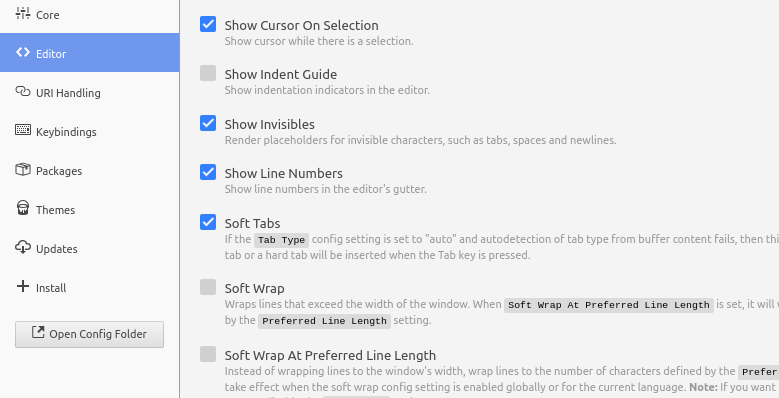 Core
Editor
URI Handling
Keybindings
Packages
Themes
Updates
Install
Open Config Folder
Show Cursor On Selection
Show cursor while there is a selection.
Show Indent Guide
Show indentation indicators in the editor.
Show Invisibles
Render placeholders for invisible characters, such as tabs, spaces and newlines.
Show Line Numbers
Show line numbers in the editor's gutter.
Soft Tabs
If the Tab Type config setting is set to "auto" and autodetection of tab type from buffer content fails, then thi
tab or a hard tab will be inserted when the Tab key is pressed.
Soft Wrap
Wraps lines that exceed the width of the window. When Soft Wrap At Preferred Line Length is set, it will
by the Preferred Line Length setting.
Soft Wrap At Preferred Line Length
Instead of wrapping lines to the window's width, wrap lines to the number of characters defined by the Prefer
take effect when the soft wrap config setting is enabled globally or for the current language. Note: If you want